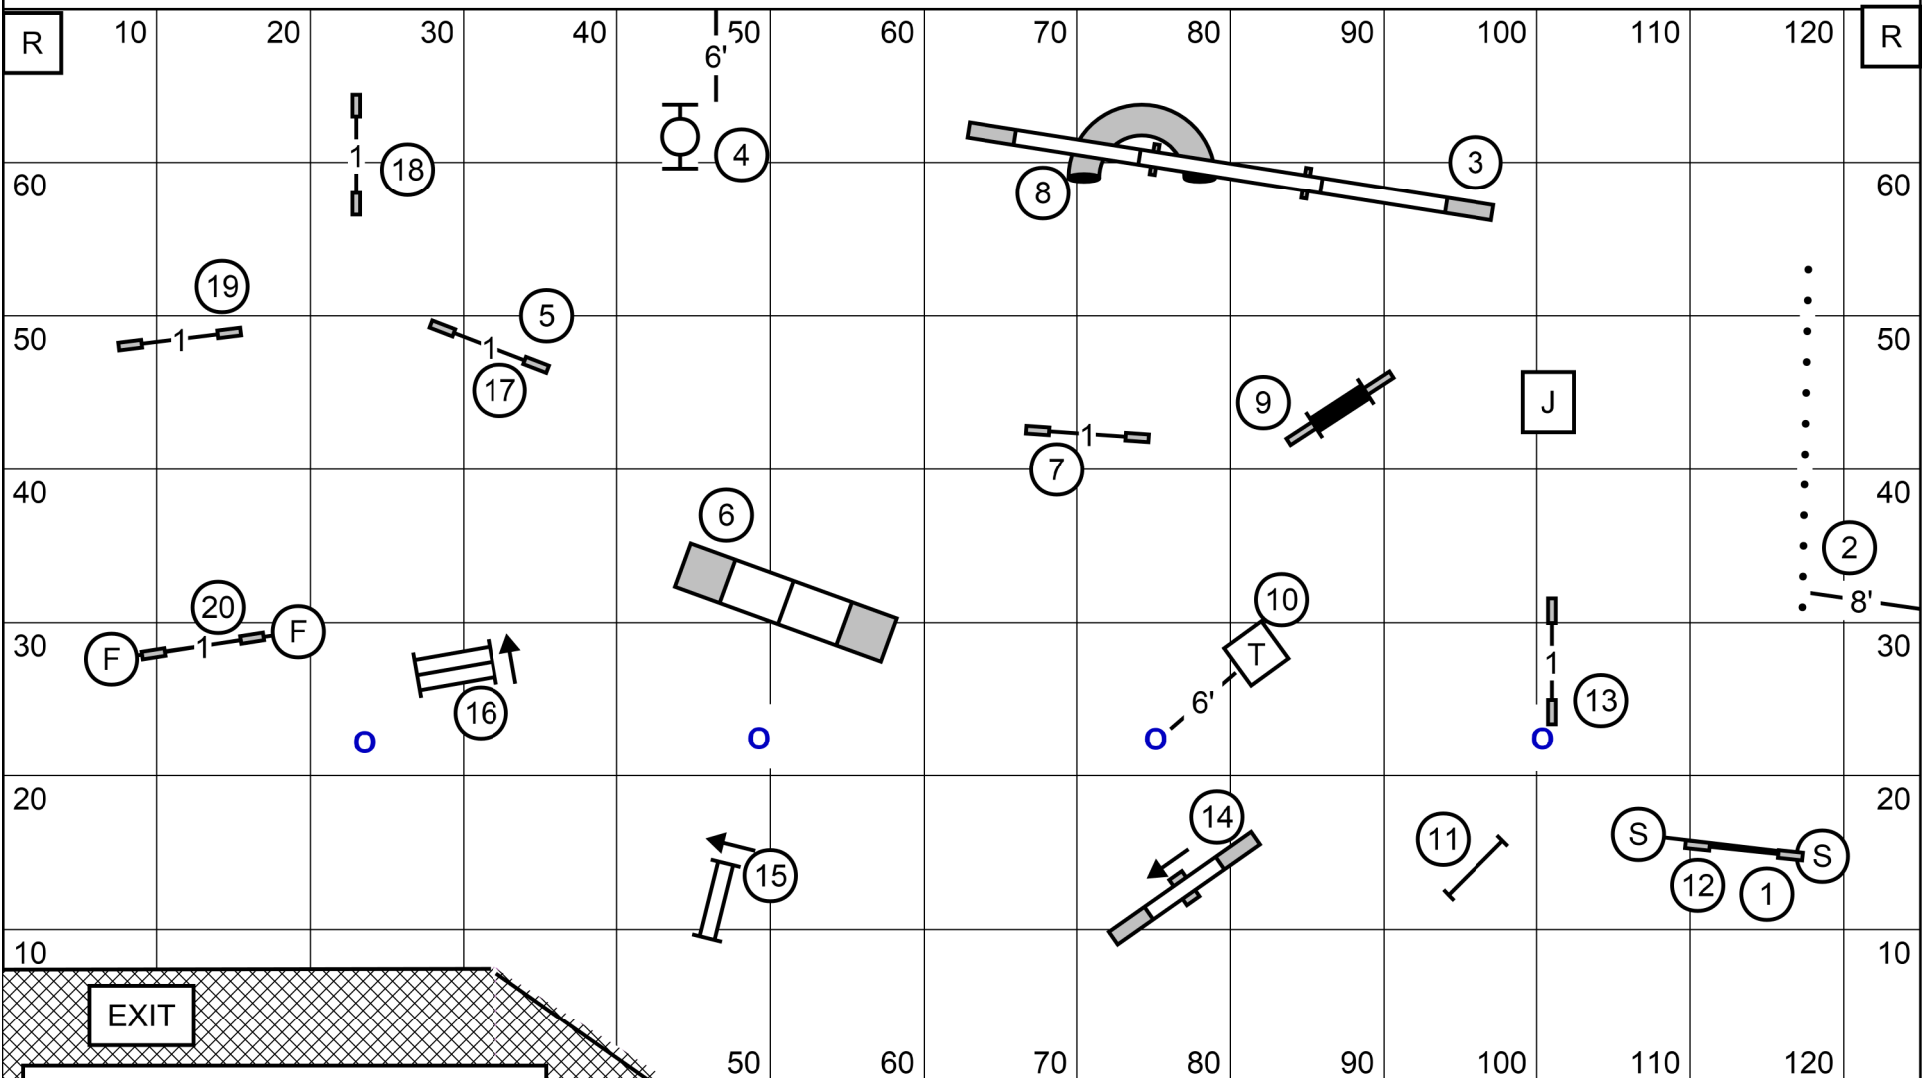 R 10 20 30 40 50 60 70 80 90 100 110 120 R
6'
1 18 4 3
60 8 60
19 5
50 1 1 17 9 J 50
1 7
40 6 40
2
20 F 10 8'
F 1 T 1
30 16 6' 13 30
O O O O
20 14 11 S S 20
15 12 1
10 10
EXIT
50 60 70 80 90 100 110 120